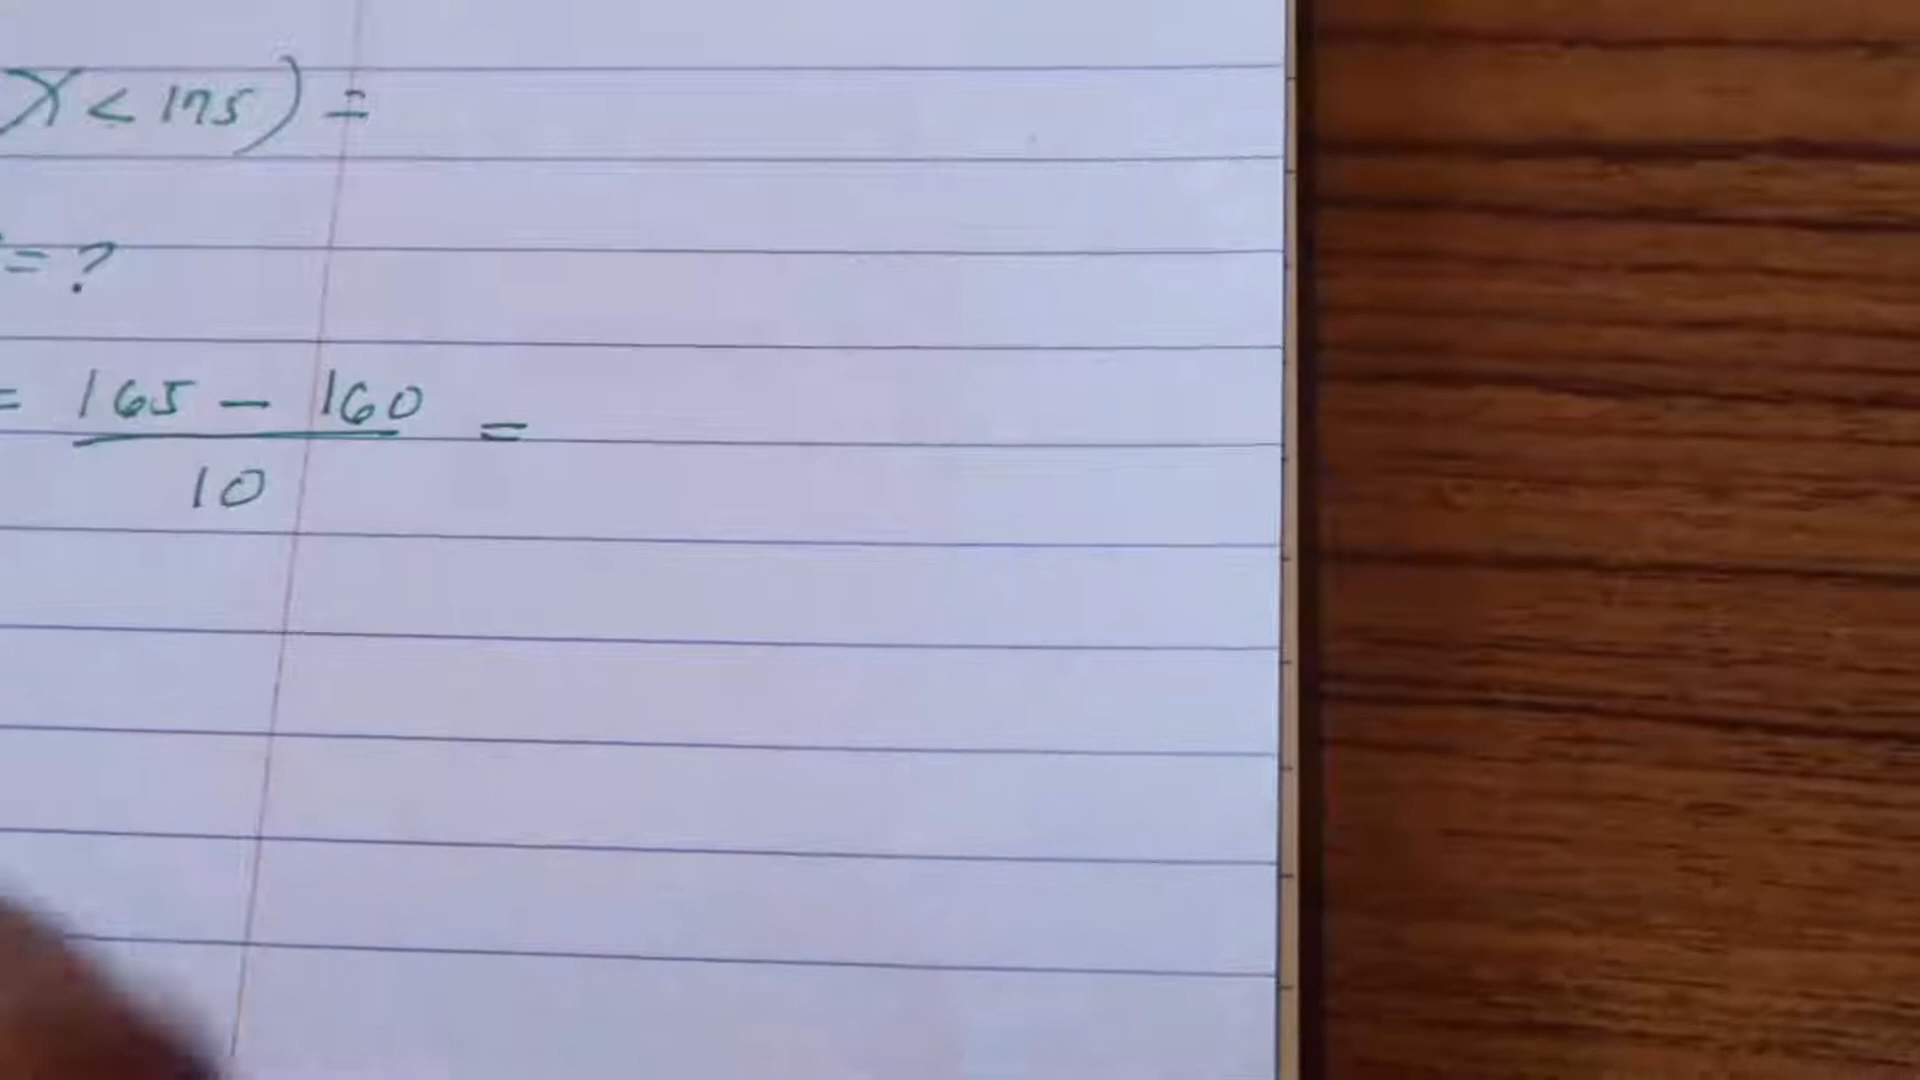 X < 175) =
= ?
= 165 - 160 =
10